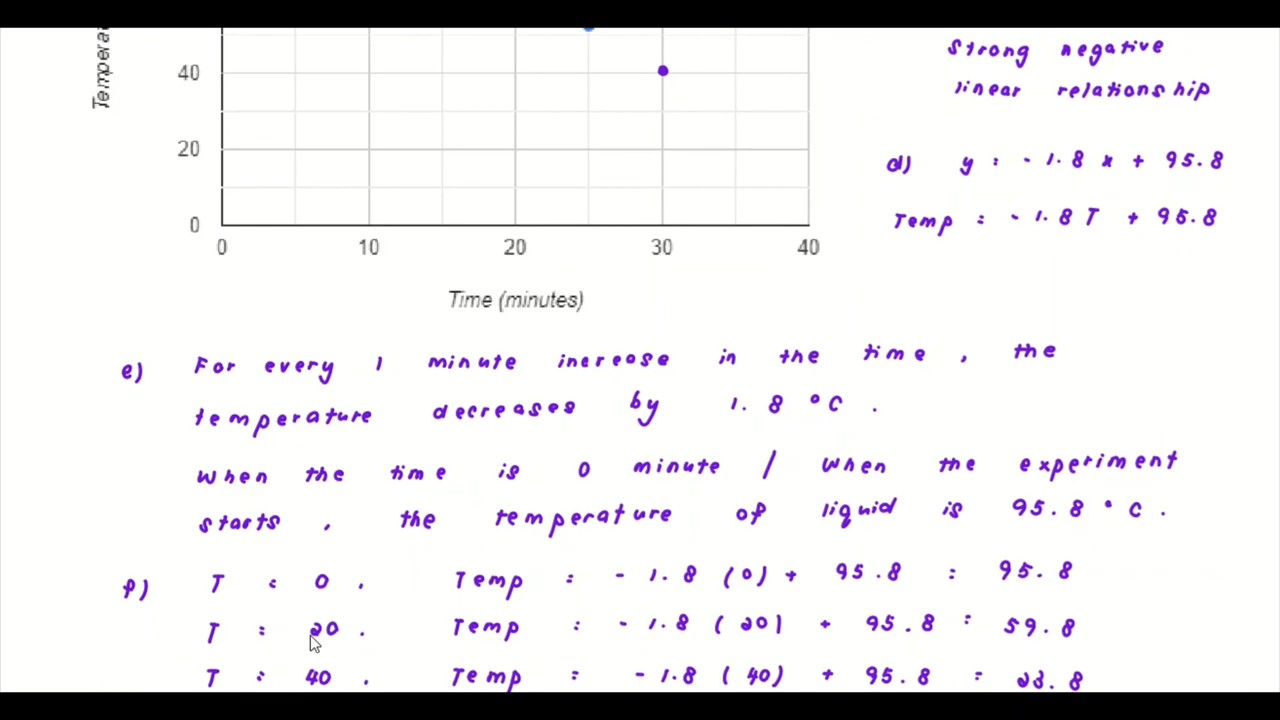 Strong negative
linear relationship
40
20
0
0 10 20 30 40
Time (minutes)
d) y = -1.8 x + 95.8
Temp = -1.8 T + 95.8
e) For every 1 minute increase in the time, the
temperature decreases by 1.8 °C.
When the time is 0 minute / When the experiment
starts, the temperature of liquid is 95.8 °C.
f) T = 0. Temp = -1.8 (0) + 95.8 = 95.8
T = 20. Temp = -1.8 (20) + 95.8 = 59.8
T = 40. Temp = -1.8 (40) + 95.8 = 23.8